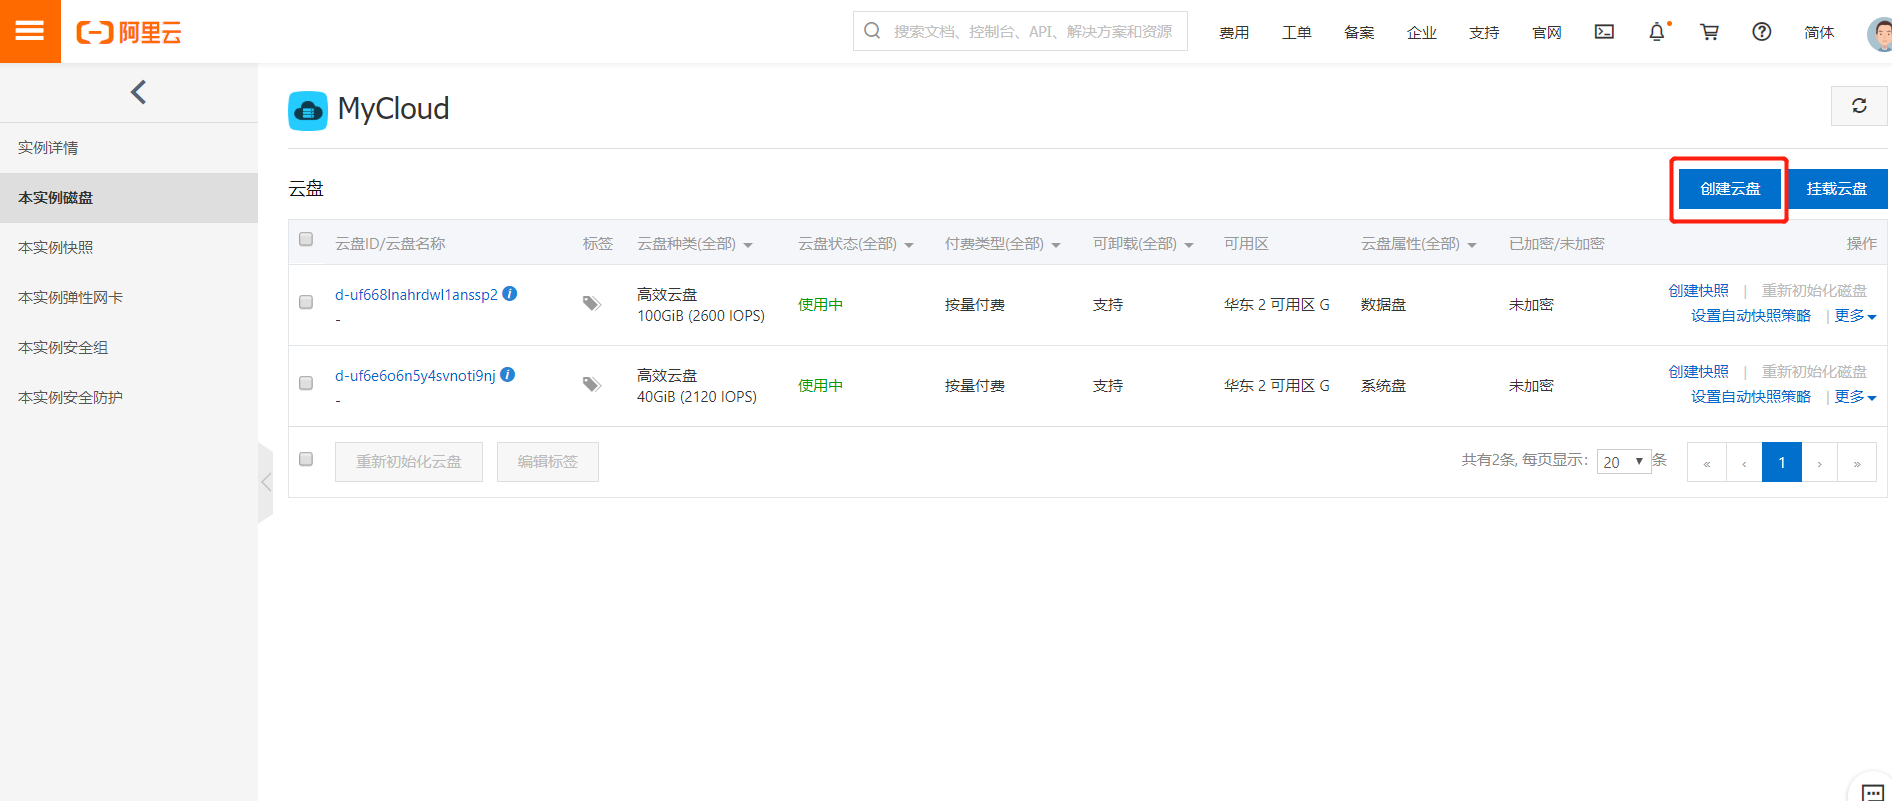 阿里云
搜索文档、控制台、API、解决方案和资源
费用 工单 备案 企业 支持 官网 简体
MyCloud
实例详情
本实例磁盘
本实例快照
本实例弹性网卡
本实例安全组
本实例安全防护
云盘
创建云盘 挂载云盘
云盘ID/云盘名称 标签 云盘种类(全部) 云盘状态(全部) 付费类型(全部) 可卸载(全部) 可用区 云盘属性(全部) 已加密/未加密 操作
d-uf668lnahrdwl1anssp2
-
高效云盘
100GiB (2600 IOPS)
使用中 按量付费 支持 华东 2 可用区 G 数据盘 未加密
创建快照 | 重新初始化磁盘
设置自动快照策略 | 更多
d-uf6e6o6n5y4svnoti9nj
-
高效云盘
40GiB (2120 IOPS)
使用中 按量付费 支持 华东 2 可用区 G 系统盘 未加密
创建快照 | 重新初始化磁盘
设置自动快照策略 | 更多
重新初始化云盘 编辑标签
共有2条, 每页显示: 20 条 « ‹ 1 › »